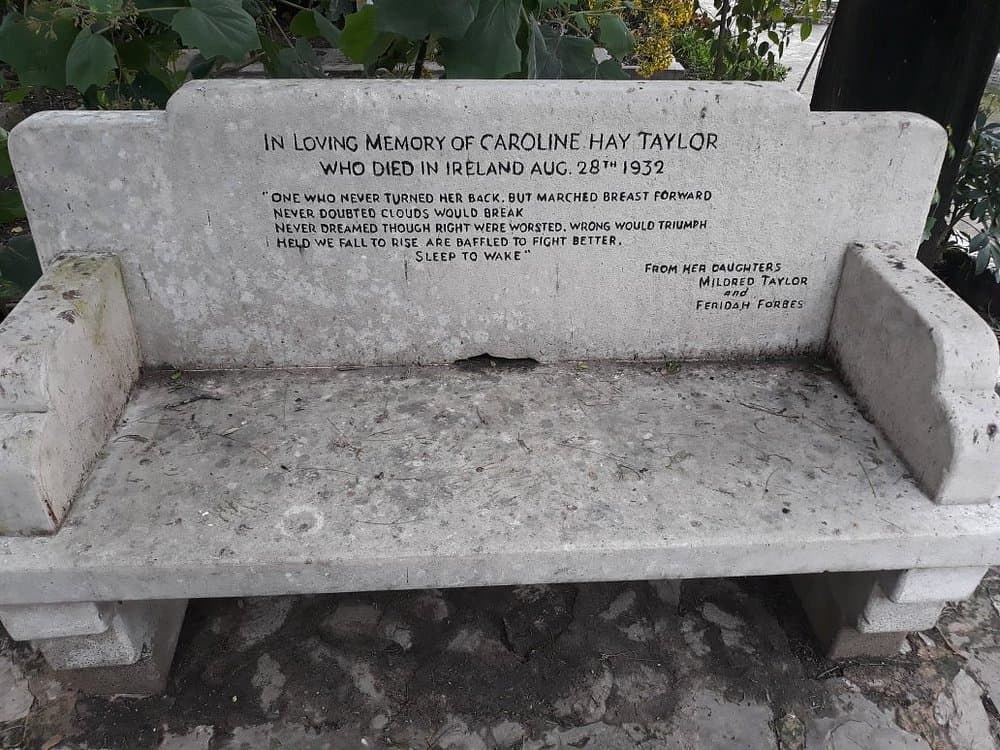 IN LOVING MEMORY OF CAROLINE HAY TAYLOR
WHO DIED IN IRELAND AUG. 28TH 1932
"ONE WHO NEVER TURNED HER BACK. BUT MARCHED BREAST FORWARD
NEVER DOUBTED CLOUDS WOULD BREAK
NEVER DREAMED THOUGH RIGHT WERE WORSTED. WRONG WOULD TRIUMPH
HELD WE FALL TO RISE ARE BAFFLED TO FIGHT BETTER.
SLEEP TO WAKE"
FROM HER DAUGHTERS
MILDRED TAYLOR
and
FERIDAH FORBES